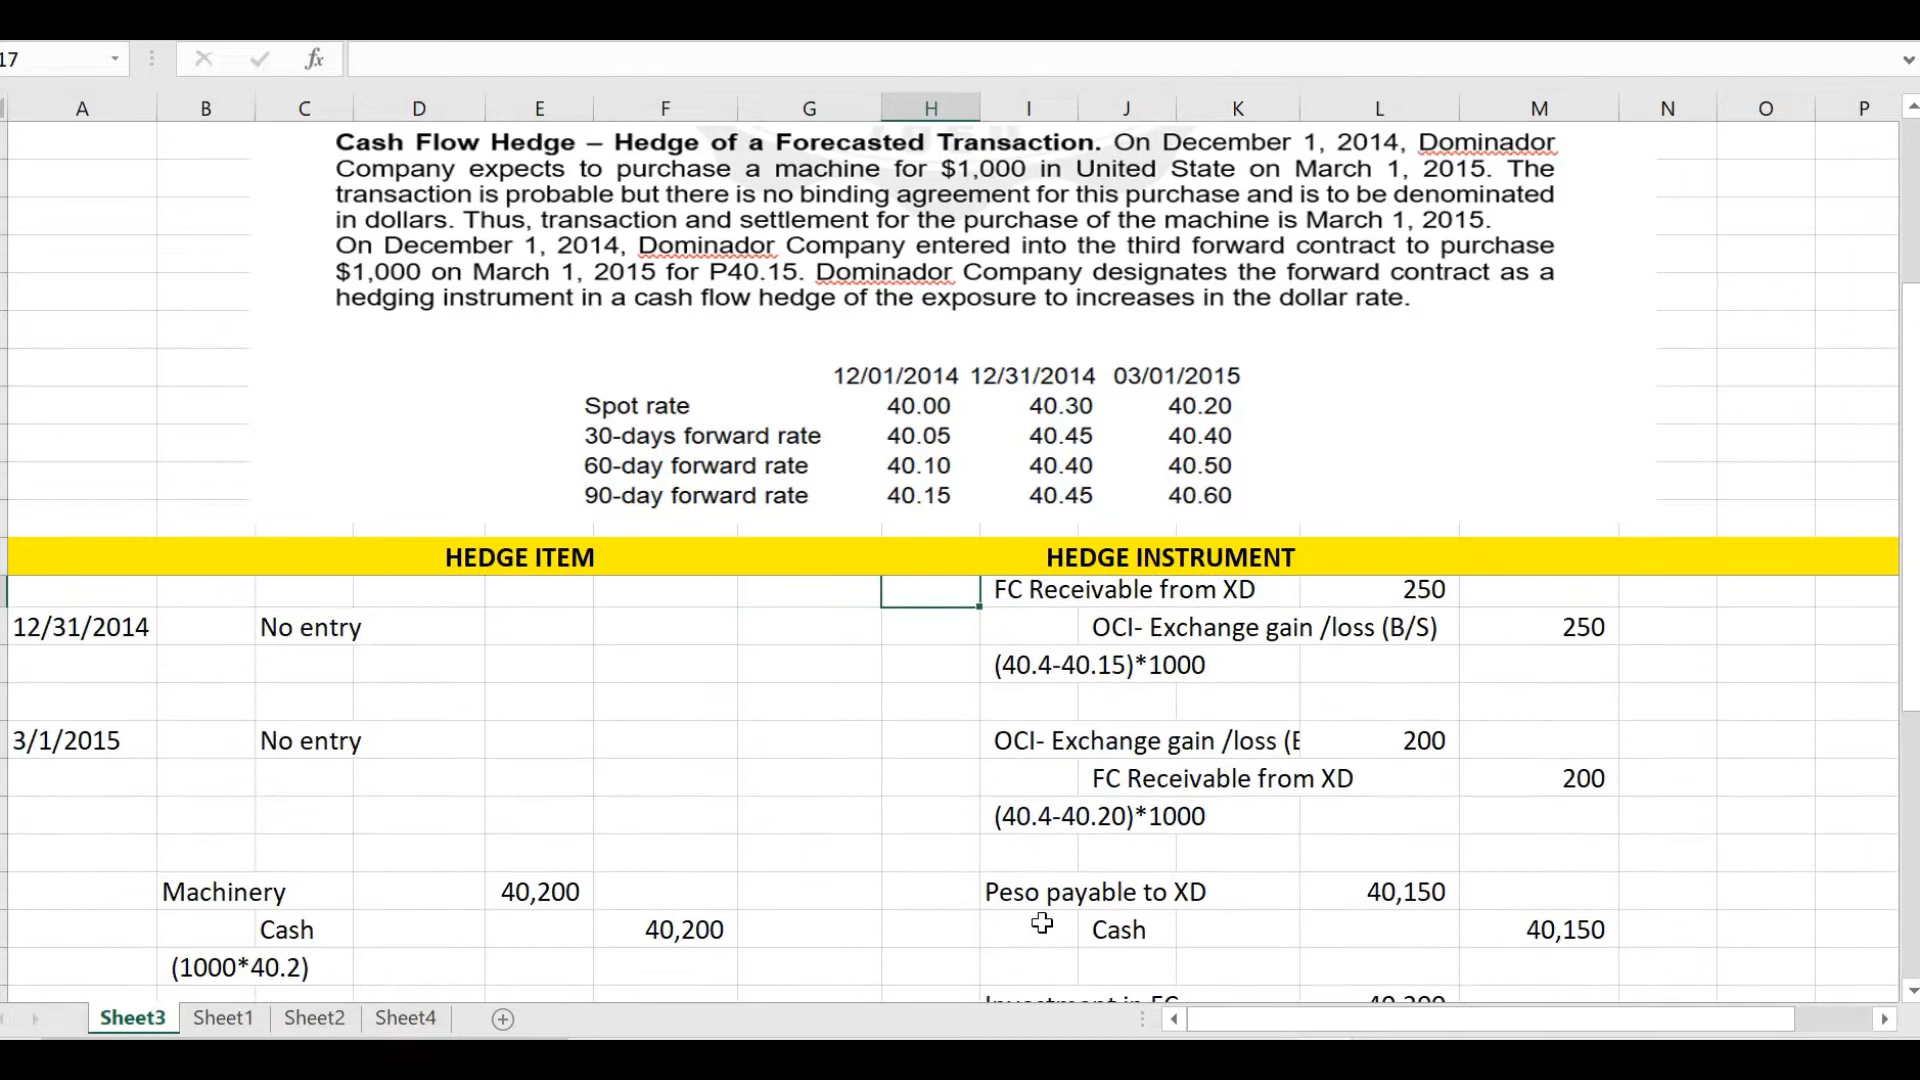 17
fx
A B C D E F G H I J K L M N O P
Cash Flow Hedge – Hedge of a Forecasted Transaction. On December 1, 2014, Dominador
Company expects to purchase a machine for $1,000 in United State on March 1, 2015. The
transaction is probable but there is no binding agreement for this purchase and is to be denominated
in dollars. Thus, transaction and settlement for the purchase of the machine is March 1, 2015.
On December 1, 2014, Dominador Company entered into the third forward contract to purchase
$1,000 on March 1, 2015 for P40.15. Dominador Company designates the forward contract as a
hedging instrument in a cash flow hedge of the exposure to increases in the dollar rate.
12/01/2014 12/31/2014 03/01/2015
Spot rate 40.00 40.30 40.20
30-days forward rate 40.05 40.45 40.40
60-day forward rate 40.10 40.40 40.50
90-day forward rate 40.15 40.45 40.60
HEDGE ITEM HEDGE INSTRUMENT
FC Receivable from XD 250
12/31/2014 No entry OCI- Exchange gain /loss (B/S) 250
(40.4-40.15)*1000
3/1/2015 No entry OCI- Exchange gain /loss (E 200
FC Receivable from XD 200
(40.4-40.20)*1000
Machinery 40,200 Peso payable to XD 40,150
Cash 40,200 Cash 40,150
(1000*40.2)
Investment in FC 40,200
Sheet3 Sheet1 Sheet2 Sheet4